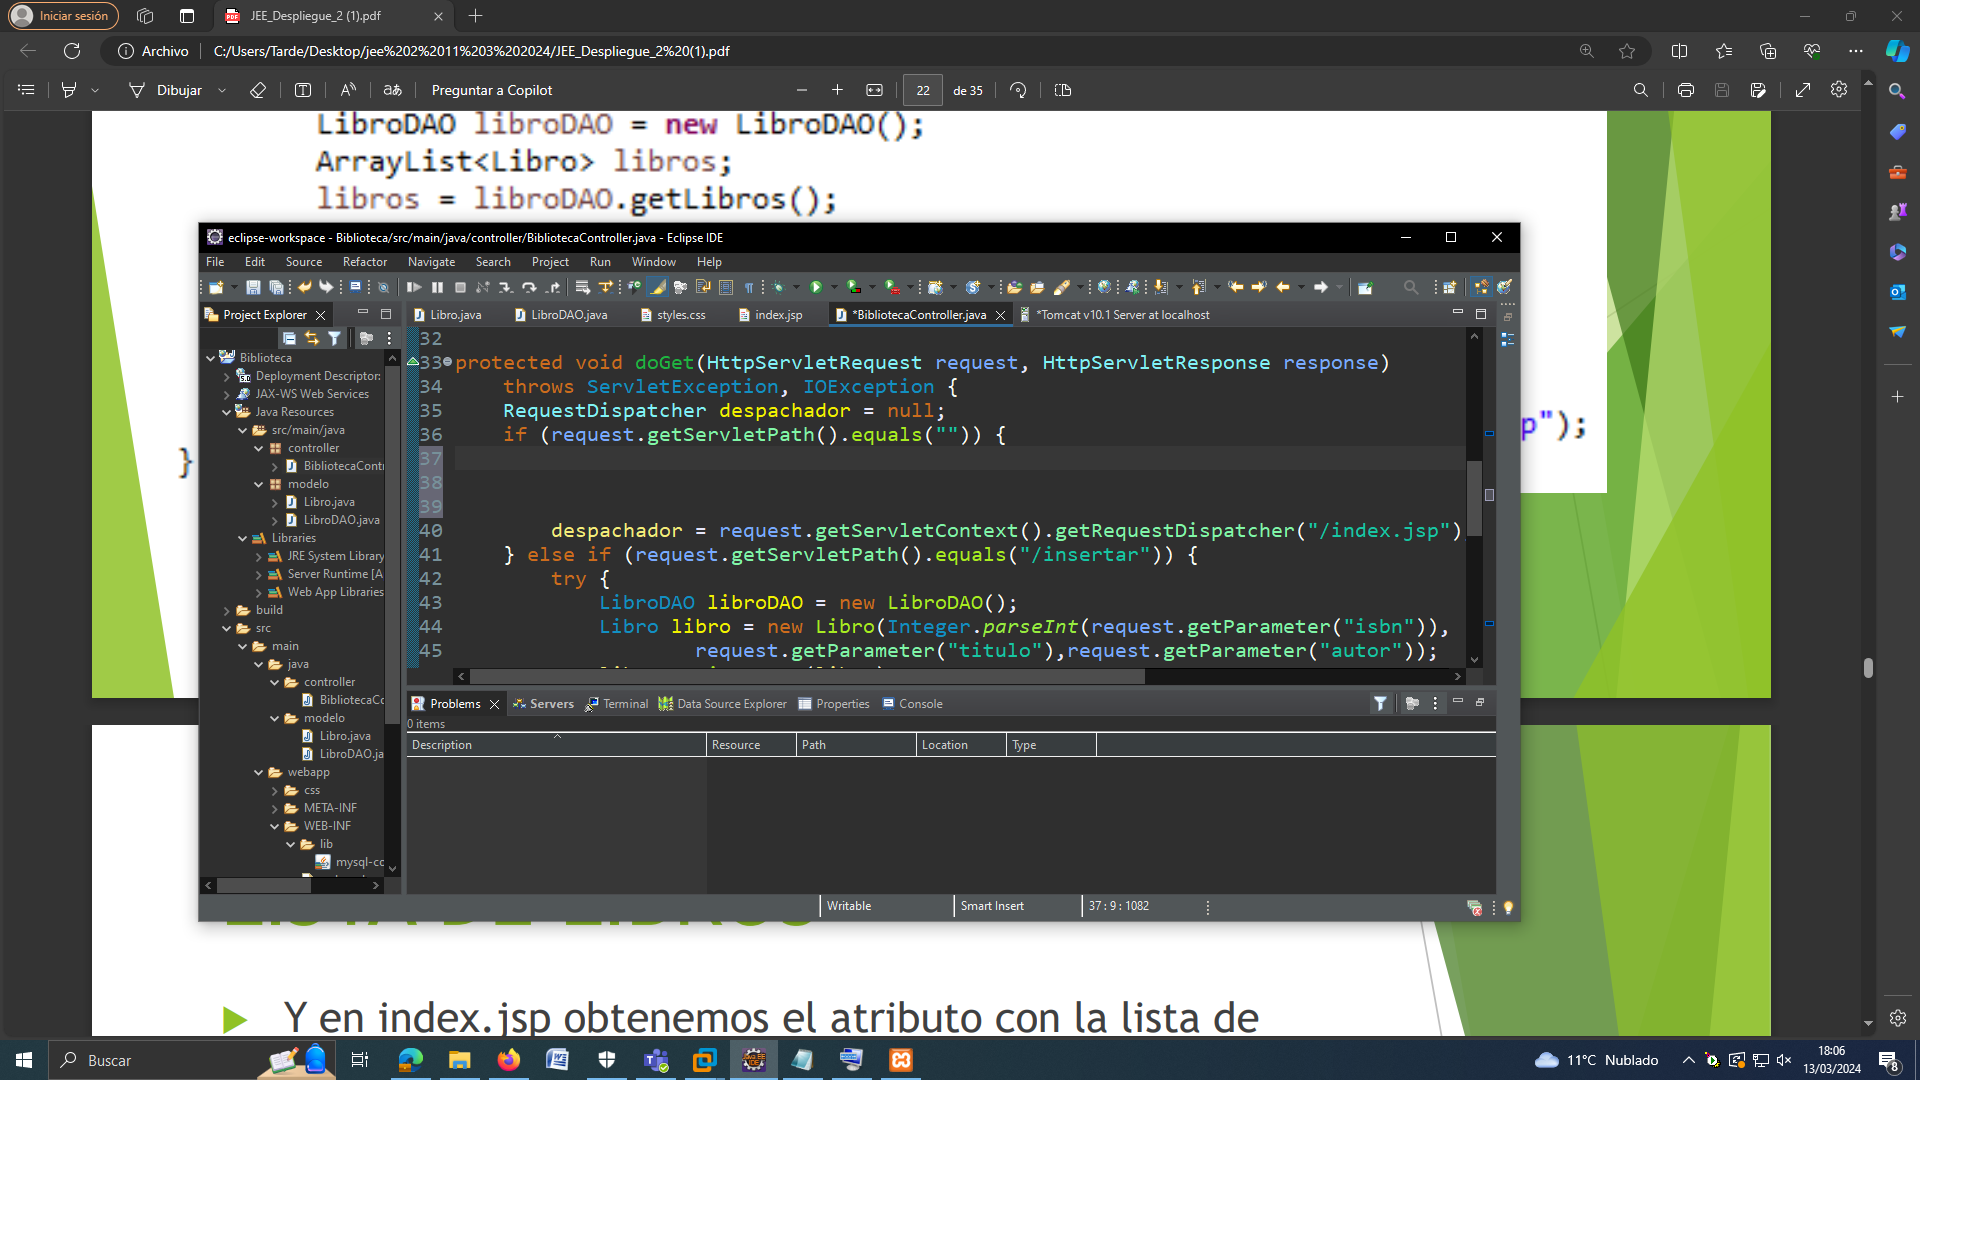 Iniciar sesión
JEE_Despliegue_2 (1).pdf
Archivo
C:/Users/Tarde/Desktop/jee%202%2011%203%202024/JEE_Despliegue_2%20(1).pdf
Dibujar
Preguntar a Copilot
22
de 35
LibroDAO libroDAO = new LibroDAO();
ArrayList<Libro> libros;
libros = libroDAO.getLibros();
p");
}
eclipse-workspace - Biblioteca/src/main/java/controller/BibliotecaController.java - Eclipse IDE
File Edit Source Refactor Navigate Search Project Run Window Help
Project Explorer
Libro.java
LibroDAO.java
styles.css
index.jsp
*BibliotecaController.java
*Tomcat v10.1 Server at localhost
Biblioteca
Deployment Descriptor:
JAX-WS Web Services
Java Resources
src/main/java
controller
BibliotecaContr
modelo
Libro.java
LibroDAO.java
Libraries
JRE System Library
Server Runtime [A
Web App Libraries
build
src
main
java
controller
BibliotecaCo
modelo
Libro.java
LibroDAO.ja
webapp
css
META-INF
WEB-INF
lib
mysql-co
32
33 protected void doGet(HttpServletRequest request, HttpServletResponse response)
34 throws ServletException, IOException {
35 RequestDispatcher despachador = null;
36 if (request.getServletPath().equals("")) {
37
38
39
40 despachador = request.getServletContext().getRequestDispatcher("/index.jsp")
41 } else if (request.getServletPath().equals("/insertar")) {
42 try {
43 LibroDAO libroDAO = new LibroDAO();
44 Libro libro = new Libro(Integer.parseInt(request.getParameter("isbn")),
45 request.getParameter("titulo"),request.getParameter("autor"));
Problems
Servers
Terminal
Data Source Explorer
Properties
Console
0 items
Description Resource Path Location Type
Writable
Smart Insert
37 : 9 : 1082
LISTA DE LIBROS
Y en index.jsp obtenemos el atributo con la lista de
Buscar
11°C Nublado
18:06
13/03/2024
8